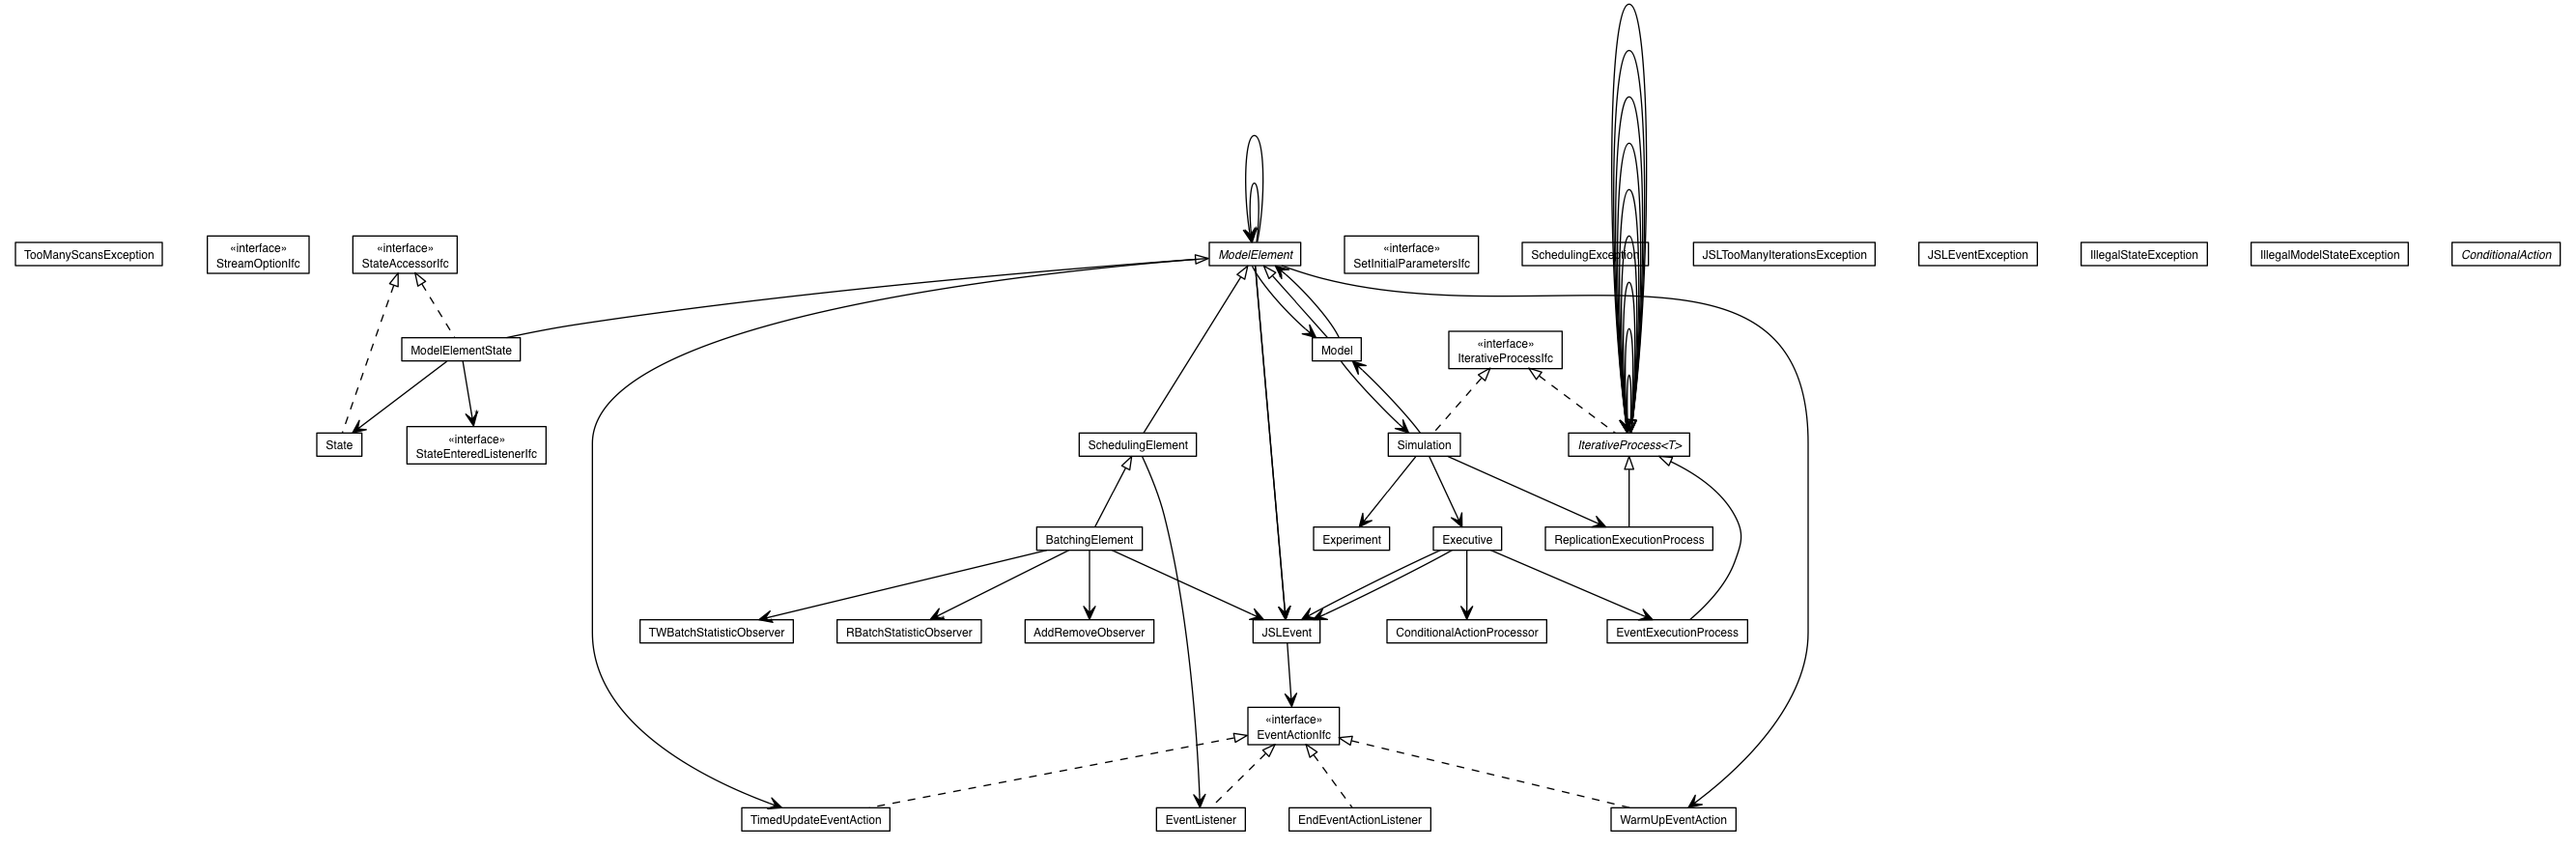 TooManyScansException
«interface»
StreamOptionIfc
«interface»
StateAccessorIfc
ModelElement
«interface»
SetInitialParametersIfc
SchedulingException
JSLTooManyIterationsException
JSLEventException
IllegalStateException
IllegalModelStateException
ConditionalAction
ModelElementState
Model
«interface»
IterativeProcessIfc
State
«interface»
StateEnteredListenerIfc
SchedulingElement
Simulation
IterativeProcess<T>
BatchingElement
Experiment
Executive
ReplicationExecutionProcess
TWBatchStatisticObserver
RBatchStatisticObserver
AddRemoveObserver
JSLEvent
ConditionalActionProcessor
EventExecutionProcess
«interface»
EventActionIfc
TimedUpdateEventAction
EventListener
EndEventActionListener
WarmUpEventAction